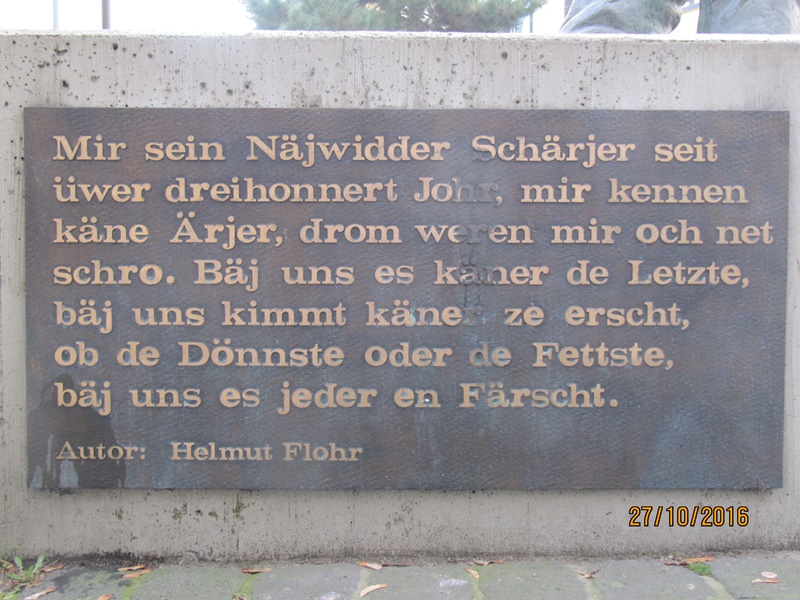 Mir sein Näjwidder Schärjer seit
üwer dreihonnert Johr, mir kennen
käne Ärjer, drom weren mir och net
schro. Bäj uns es käner de Letzte,
bäj uns kimmt käner ze erscht,
ob de Dönnste oder de Fettste,
bäj uns es jeder en Färscht.
Autor: Helmut Flohr
27/10/2016